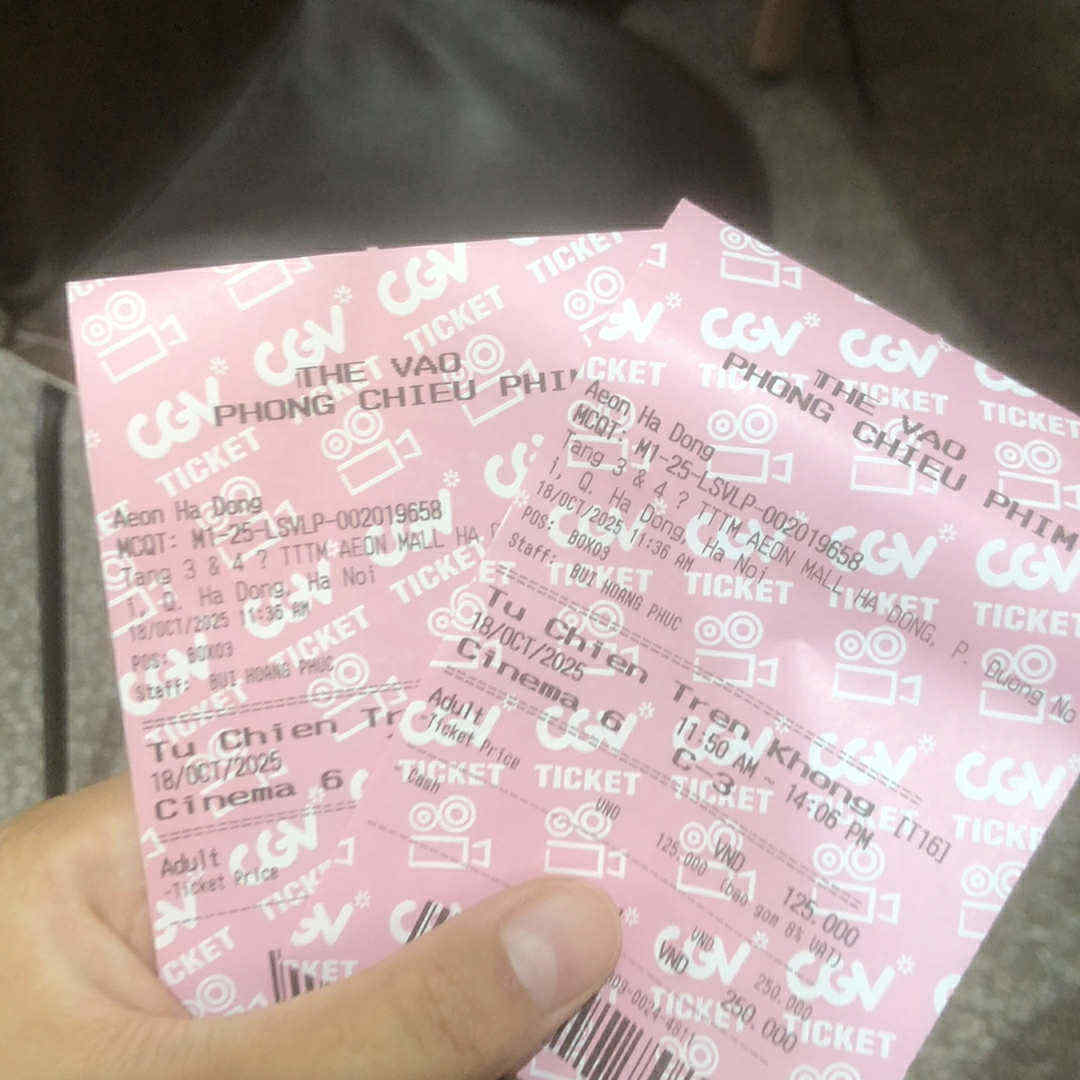 THE VAO
PHONG CHIEU PHI
Aeon Ha Dong
MCQT: M1-25-LSVLP-002019658
Tang 3 & 4 ? TTTM AEON MALL HA
i, Q. Ha Dong, Ha Noi
18/OCT/2025 11:36 AM
POS: BOX03
Staff: BUI HOANG PHUC
Tu Chien Tr
18/OCT/2025
Cinema 6
Adult
-Ticket Price
THE VAO
PHONG CHIEU PHIM
Aeon Ha Dong
MCQT: M1-25-LSVLP-002019658
Tang 3 & 4 ? TTTM AEON MALL HA DONG, P. Duong No
i, Q. Ha Dong, Ha Noi
18/OCT/2025 11:36 AM
POS: BOX03
Staff: BUI HOANG PHUC
Tu Chien Tren Khong [T16]
18/OCT/2025 11:50 AM ~ 14:06 PM
Cinema 6 C-3
Adult VND 125.000
-Ticket Price VND 125.000 (bao gom 8% VAT)
Cash VND 250.000
VND 250.000
CGV TICKET